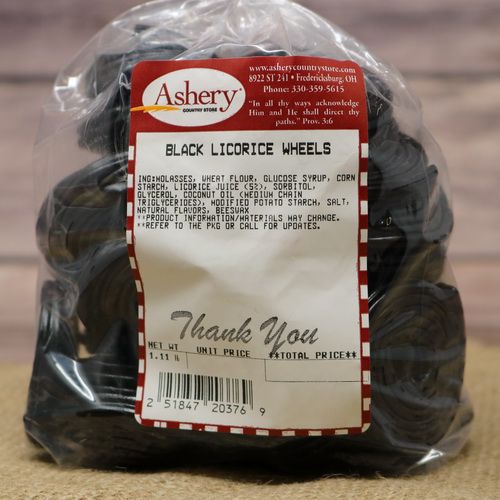 www.asherycountrystore.com
8922 ST 241 • Fredericksburg, OH
Phone: 330-359-5615
"In all thy ways acknowledge
Him and He shall direct thy
paths." Prov. 3:6
Ashery
COUNTRY STORE
BLACK LICORICE WHEELS
ING:MOLASSES, WHEAT FLOUR, GLUCOSE SYRUP, CORN
STARCH, LICORICE JUICE (5%), SORBITOL,
GLYCEROL, COCONUT OIL (MEDIUM CHAIN
TRIGLYCERIDES), MODIFIED POTATO STARCH, SALT,
NATURAL FLAVORS, BEESWAX
**PRODUCT INFORMATION/MATERIALS MAY CHANGE.
**REFER TO THE PKG OR CALL FOR UPDATES.
Thank You
NET WT UNIT PRICE **TOTAL PRICE**
1.11 lb
2 51847 20376 9